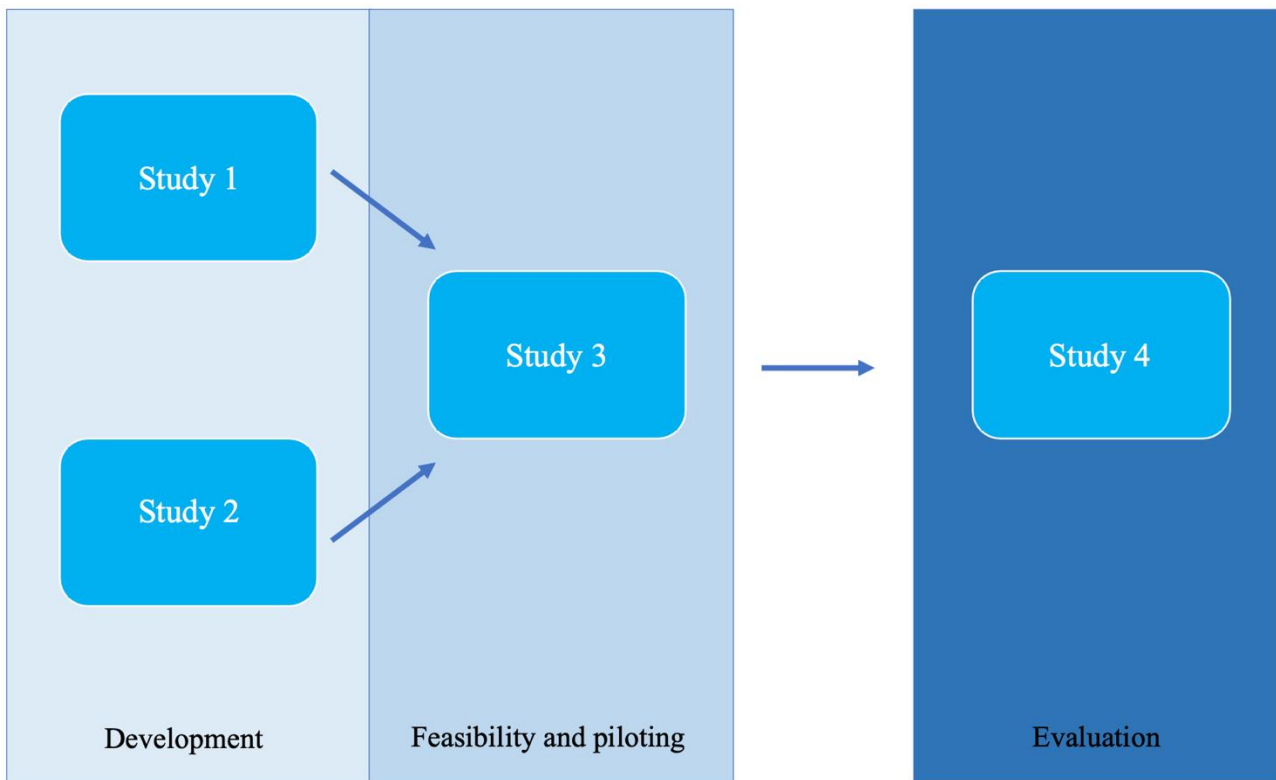 Study 1
Study 2
Study 3
Study 4
Development
Feasibility and piloting
Evaluation